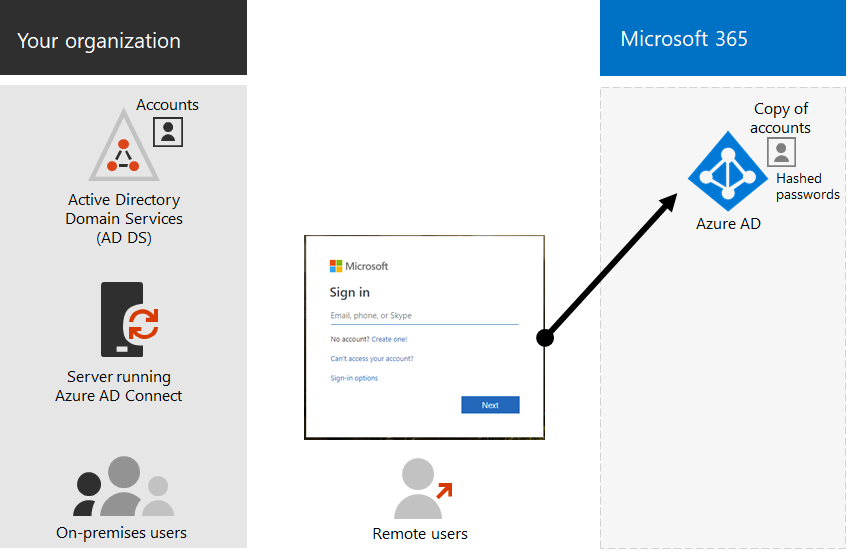 Your organization
Microsoft 365
Accounts
Active Directory
Domain Services
(AD DS)
Server running
Azure AD Connect
On-premises users
Microsoft
Sign in
Email, phone, or Skype
No account? Create one!
Can't access your account?
Sign-in options
Next
Remote users
Copy of
accounts
Hashed
passwords
Azure AD